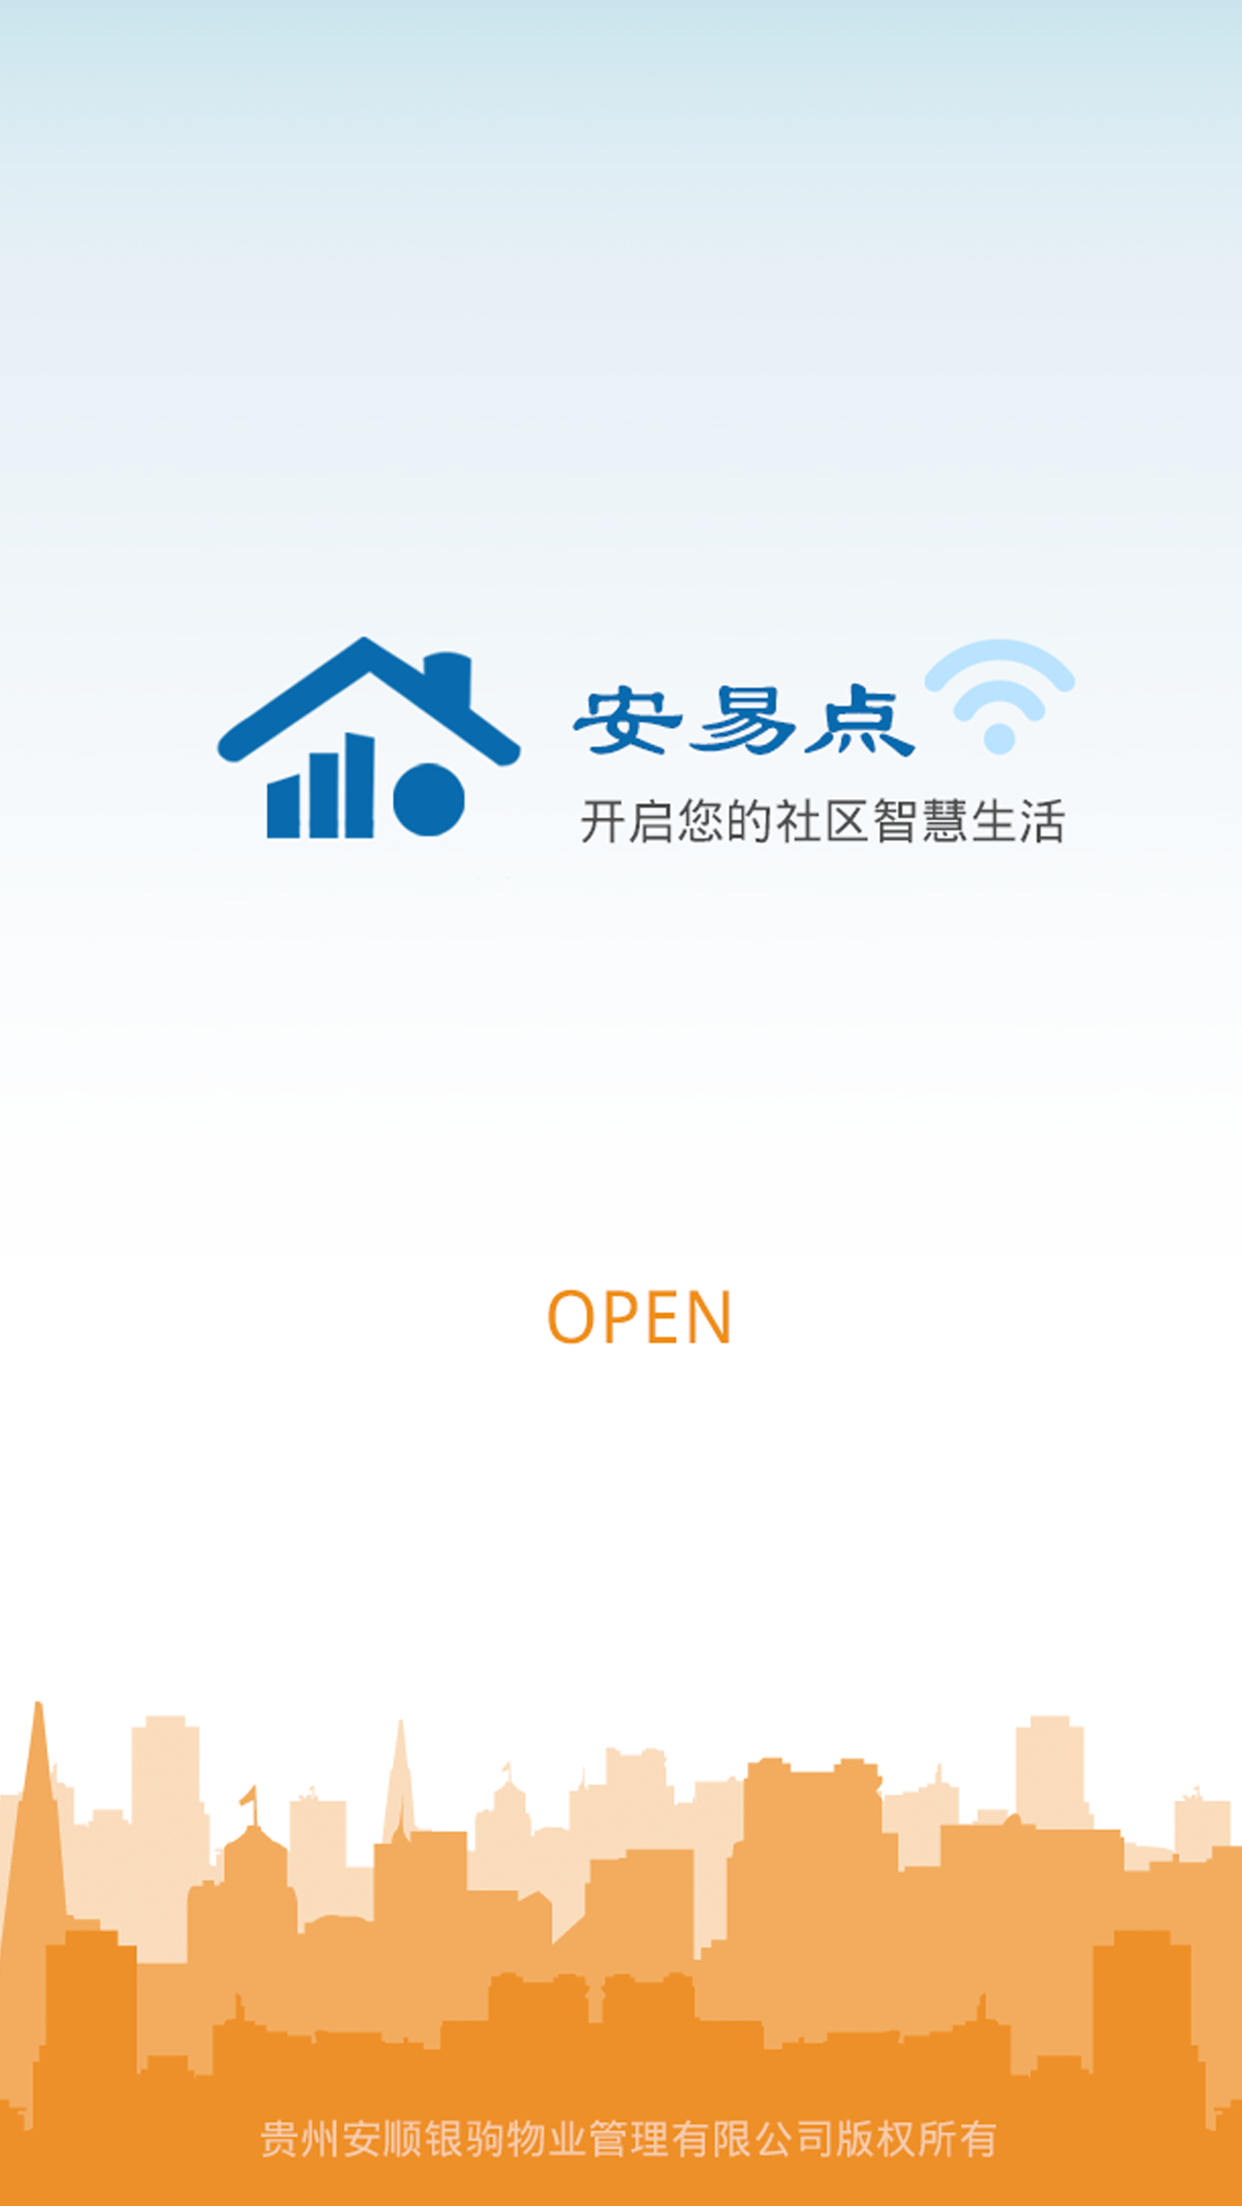 安易点
开启您的社区智慧生活
OPEN
贵州安顺银驹物业管理有限公司版权所有